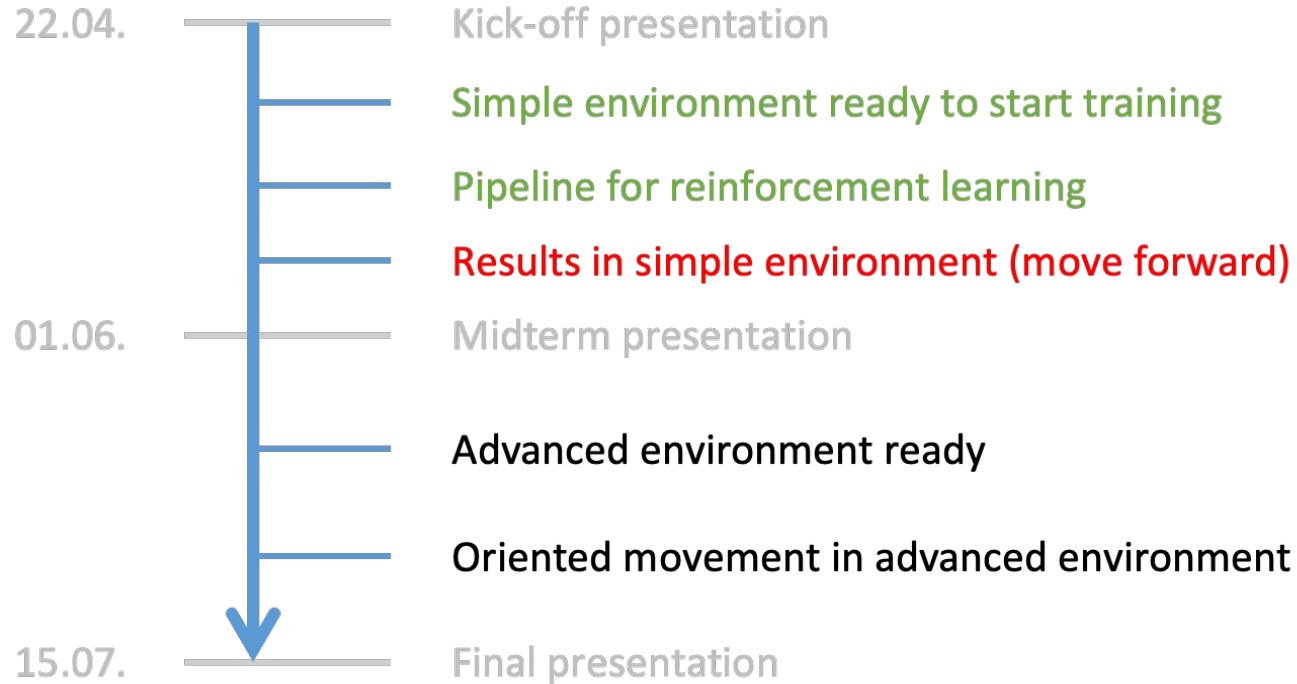 22.04. Kick-off presentation
Simple environment ready to start training
Pipeline for reinforcement learning
Results in simple environment (move forward)
01.06. Midterm presentation
Advanced environment ready
Oriented movement in advanced environment
15.07. Final presentation